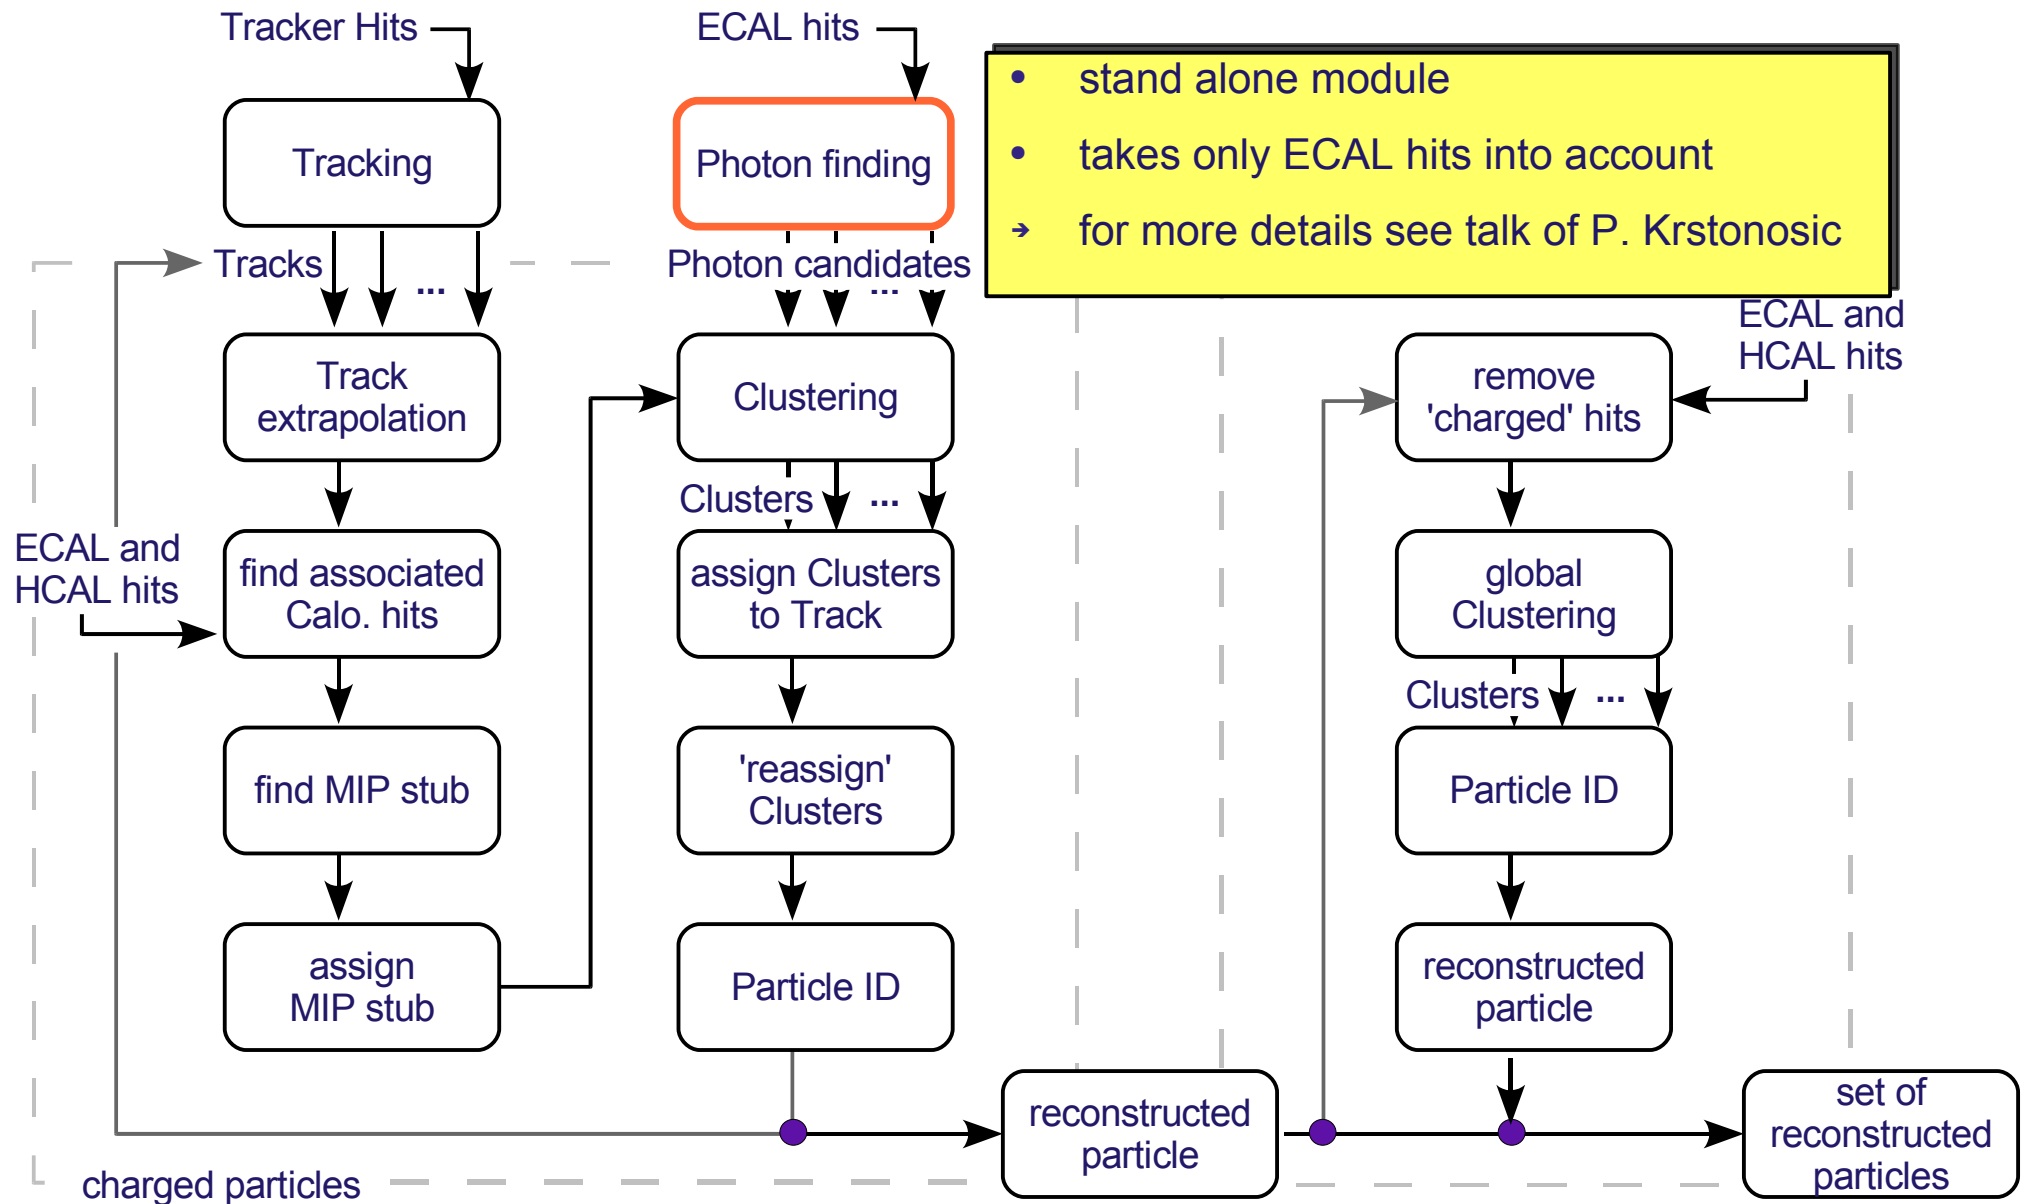 Tracker Hits
ECAL hits
• stand alone module
• takes only ECAL hits into account
➔ for more details see talk of P. Krstonosic
Tracking
Photon finding
Tracks
...
Photon candidates
...
ECAL and
HCAL hits
Track
extrapolation
Clustering
remove
'charged' hits
Clusters
...
ECAL and
HCAL hits
find associated
Calo. hits
assign Clusters
to Track
global
Clustering
Clusters
...
find MIP stub
'reassign'
Clusters
Particle ID
assign
MIP stub
Particle ID
reconstructed
particle
reconstructed
particle
set of
reconstructed
particles
charged particles